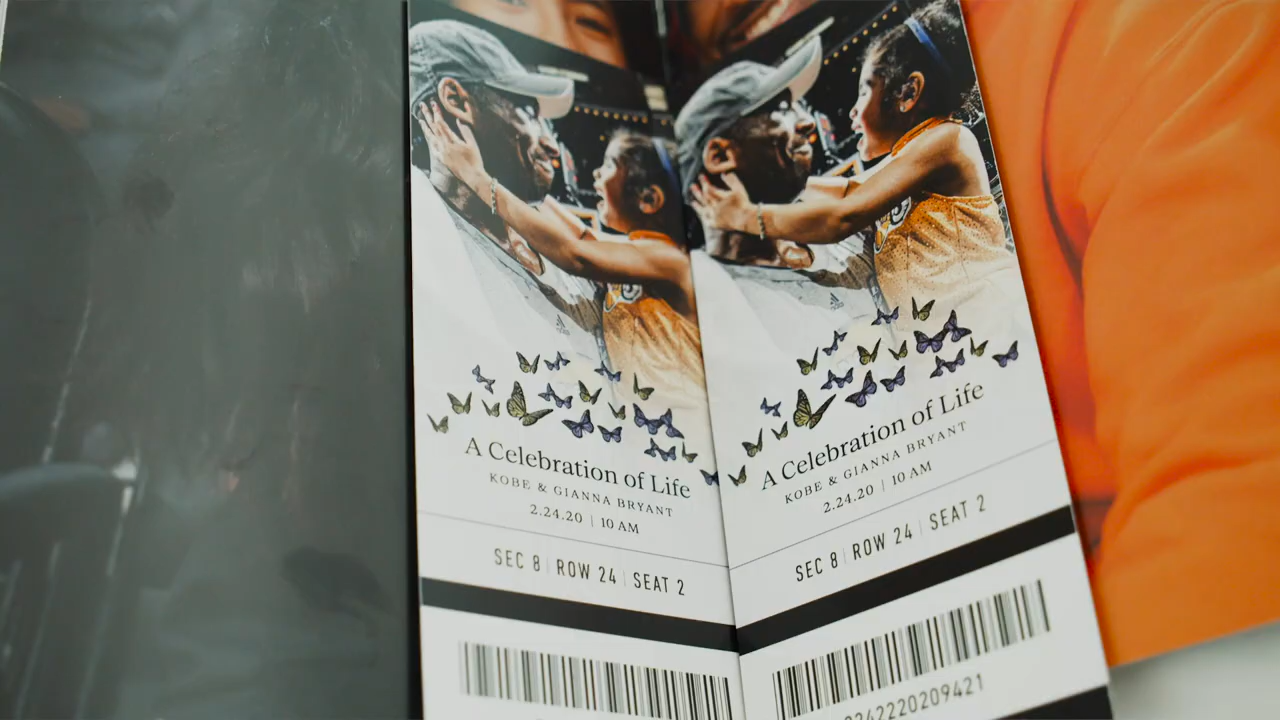 A Celebration of Life
KOBE & GIANNA BRYANT
2.24.20 | 10 AM
SEC 8 | ROW 24 | SEAT 2
A Celebration of Life
KOBE & GIANNA BRYANT
2.24.20 | 10 AM
SEC 8 | ROW 24 | SEAT 2
0242220209421